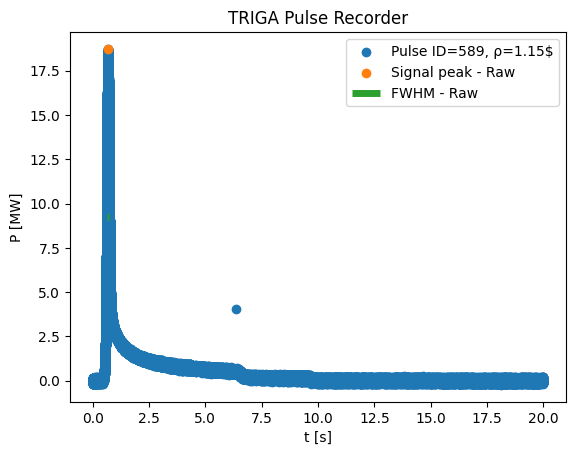 TRIGA Pulse Recorder
Pulse ID=589, ρ=1.15$
Signal peak - Raw
FWHM - Raw
P [MW]
17.5
15.0
12.5
10.0
7.5
5.0
2.5
0.0
0.0 2.5 5.0 7.5 10.0 12.5 15.0 17.5 20.0
t [s]